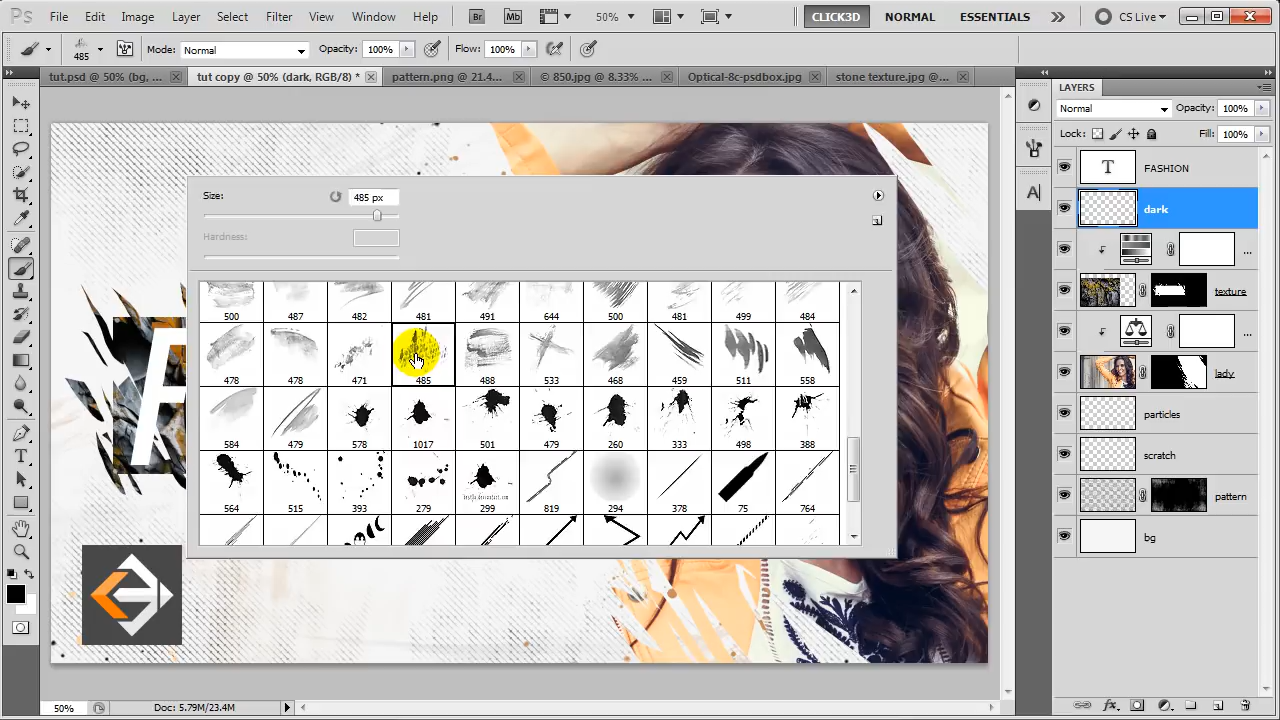 Ps File Edit Image Layer Select Filter 3D View Window Help Br Mb 50% CLICK3D NORMAL ESSENTIALS CS Live
485 Mode: Normal Opacity: 100% Flow: 100%
tut.psd @ 50% (bg, ... tut copy @ 50% (dark, RGB/8) * pattern.png @ 21.4... © 850.jpg @ 8.33% ... Optical-sc-psdbox.jpg stone texture.jpg @...
LAYERS
Normal Opacity: 100%
Lock: Fill: 100%
T FASHION
dark
...
texture
...
lady
particles
scratch
pattern
bg
Size: 485 px
Hardness:
500 487 482 481 491 644 500 481 499 484
478 478 471 485 488 533 468 459 511 558
584 479 578 1017 501 479 260 333 498 388
564 515 393 279 299 819 294 378 75 764
F
50% Doc: 5.79M/23.4M